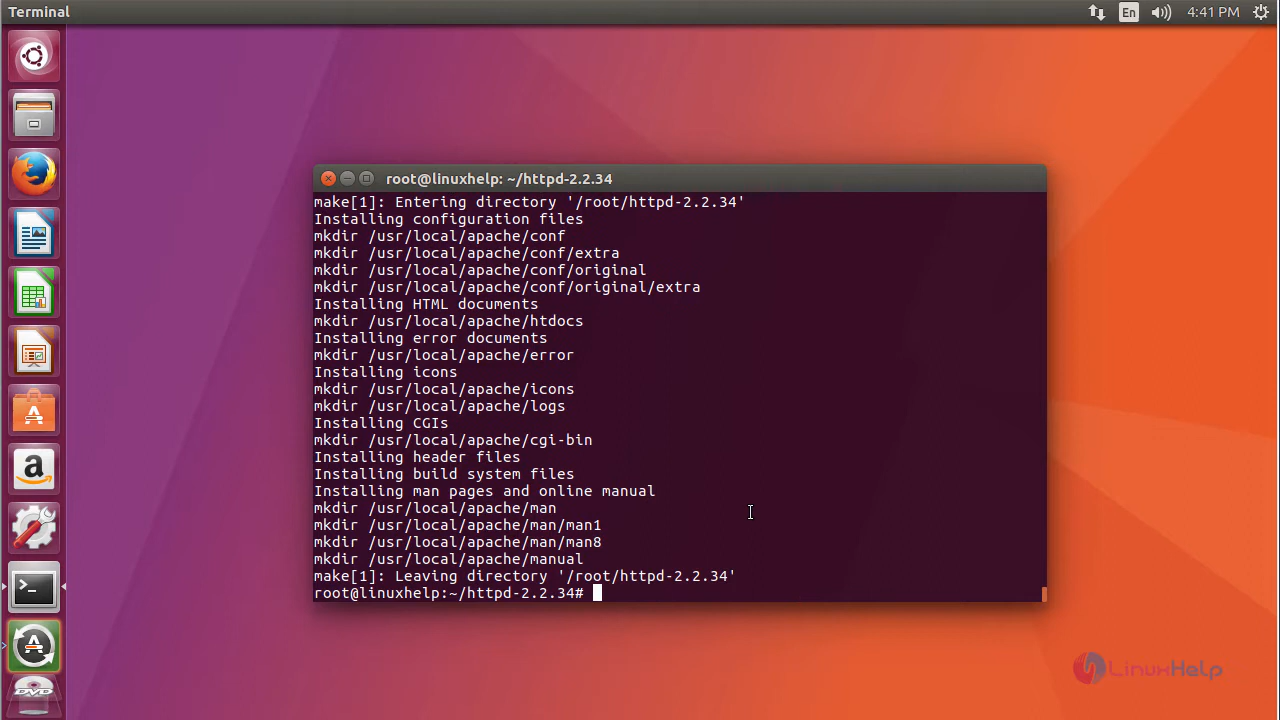 Terminal
En
4:41 PM
root@linuxhelp: ~/httpd-2.2.34
make[1]: Entering directory '/root/httpd-2.2.34'
Installing configuration files
mkdir /usr/local/apache/conf
mkdir /usr/local/apache/conf/extra
mkdir /usr/local/apache/conf/original
mkdir /usr/local/apache/conf/original/extra
Installing HTML documents
mkdir /usr/local/apache/htdocs
Installing error documents
mkdir /usr/local/apache/error
Installing icons
mkdir /usr/local/apache/icons
mkdir /usr/local/apache/logs
Installing CGIs
mkdir /usr/local/apache/cgi-bin
Installing header files
Installing build system files
Installing man pages and online manual
mkdir /usr/local/apache/man
mkdir /usr/local/apache/man/man1
mkdir /usr/local/apache/man/man8
mkdir /usr/local/apache/manual
make[1]: Leaving directory '/root/httpd-2.2.34'
root@linuxhelp:~/httpd-2.2.34#
DVD
LinuxHelp